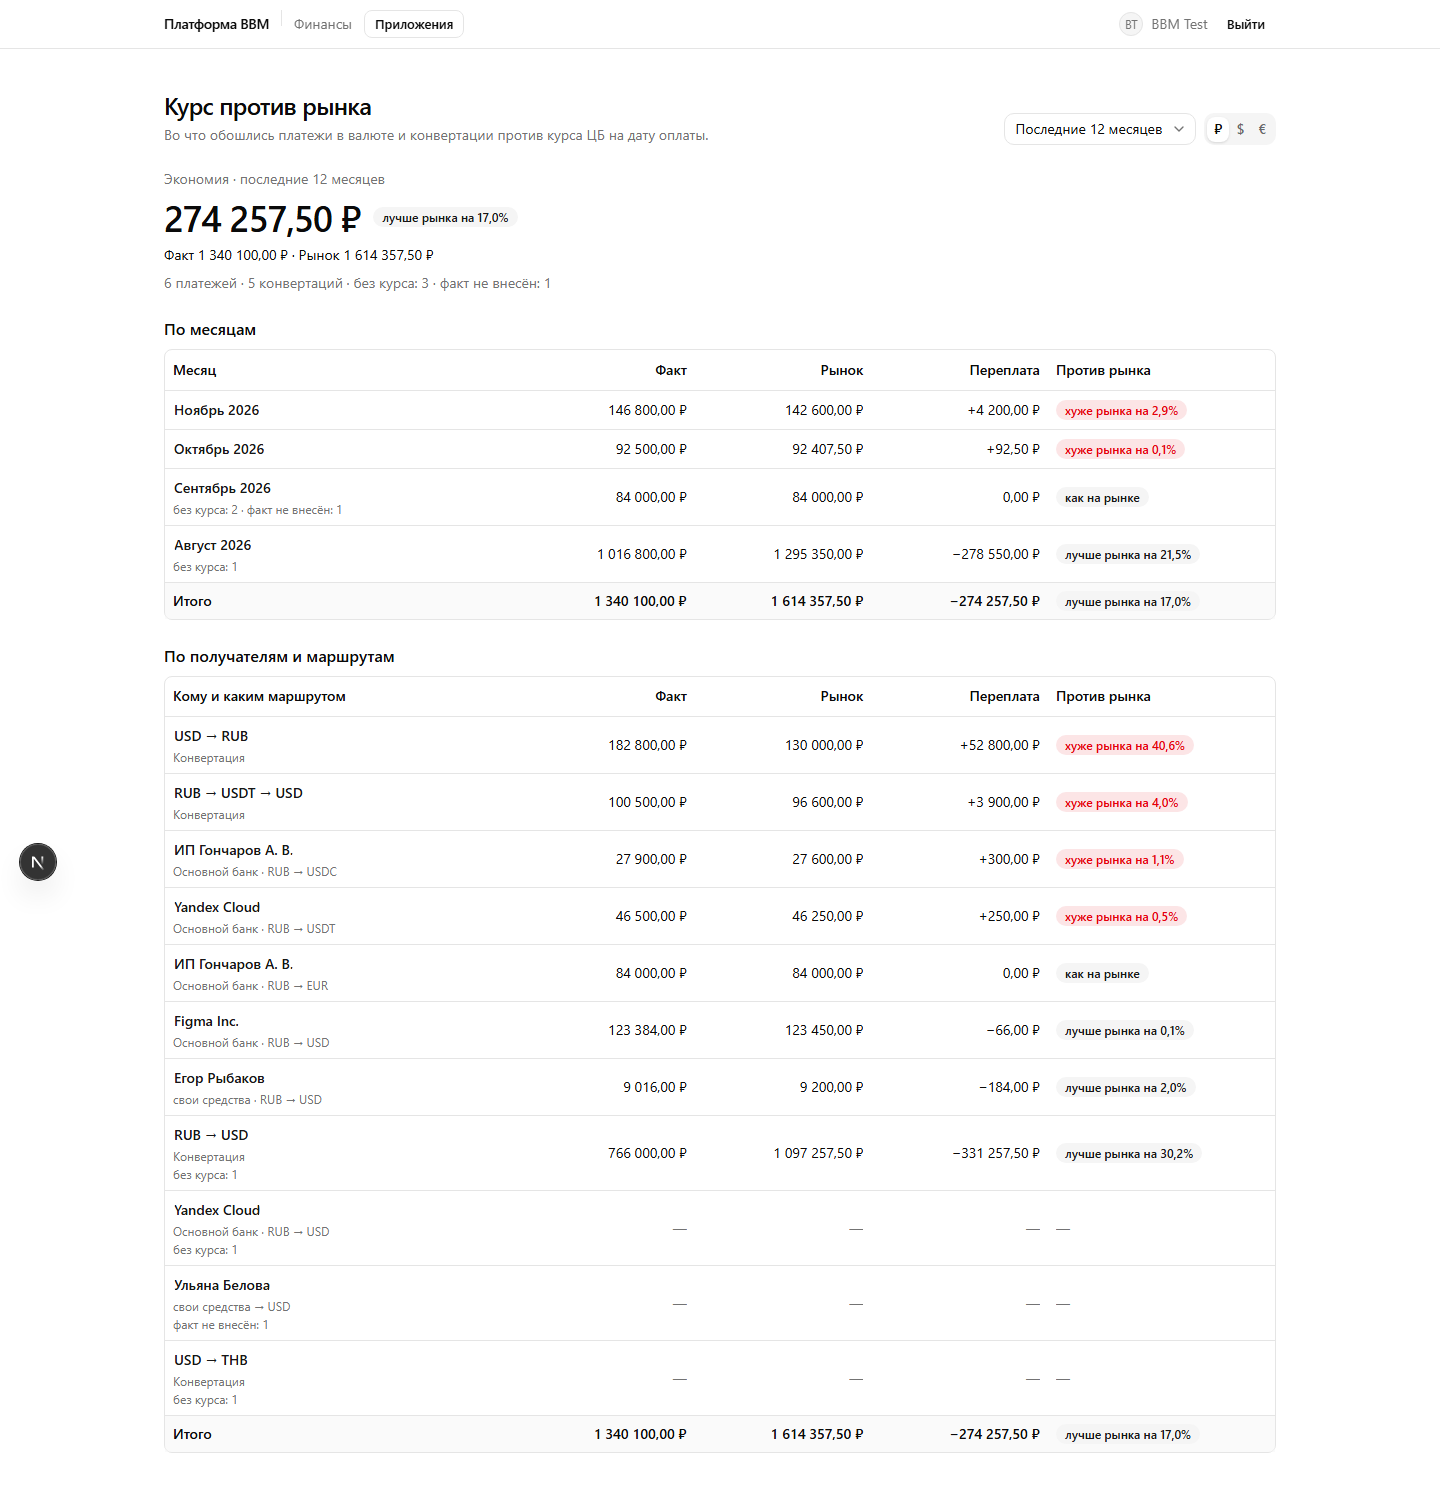 Платформа BBM Финансы Приложения BT BBM Test Выйти
Курс против рынка
Во что обошлись платежи в валюте и конвертации против курса ЦБ на дату оплаты.
Последние 12 месяцев ₽ $ €
Экономия · последние 12 месяцев
274 257,50 ₽ лучше рынка на 17,0%
Факт 1 340 100,00 ₽ · Рынок 1 614 357,50 ₽
6 платежей · 5 конвертаций · без курса: 3 · факт не внесён: 1
По месяцам
Месяц Факт Рынок Переплата Против рынка
Ноябрь 2026 146 800,00 ₽ 142 600,00 ₽ +4 200,00 ₽ хуже рынка на 2,9%
Октябрь 2026 92 500,00 ₽ 92 407,50 ₽ +92,50 ₽ хуже рынка на 0,1%
Сентябрь 2026 84 000,00 ₽ 84 000,00 ₽ 0,00 ₽ как на рынке
без курса: 2 · факт не внесён: 1
Август 2026 1 016 800,00 ₽ 1 295 350,00 ₽ −278 550,00 ₽ лучше рынка на 21,5%
без курса: 1
Итого 1 340 100,00 ₽ 1 614 357,50 ₽ −274 257,50 ₽ лучше рынка на 17,0%
По получателям и маршрутам
Кому и каким маршрутом Факт Рынок Переплата Против рынка
USD → RUB 182 800,00 ₽ 130 000,00 ₽ +52 800,00 ₽ хуже рынка на 40,6%
Конвертация
RUB → USDT → USD 100 500,00 ₽ 96 600,00 ₽ +3 900,00 ₽ хуже рынка на 4,0%
Конвертация
ИП Гончаров А. В. 27 900,00 ₽ 27 600,00 ₽ +300,00 ₽ хуже рынка на 1,1%
Основной банк · RUB → USDC
Yandex Cloud 46 500,00 ₽ 46 250,00 ₽ +250,00 ₽ хуже рынка на 0,5%
Основной банк · RUB → USDT
ИП Гончаров А. В. 84 000,00 ₽ 84 000,00 ₽ 0,00 ₽ как на рынке
Основной банк · RUB → EUR
Figma Inc. 123 384,00 ₽ 123 450,00 ₽ −66,00 ₽ лучше рынка на 0,1%
Основной банк · RUB → USD
Егор Рыбаков 9 016,00 ₽ 9 200,00 ₽ −184,00 ₽ лучше рынка на 2,0%
свои средства · RUB → USD
RUB → USD 766 000,00 ₽ 1 097 257,50 ₽ −331 257,50 ₽ лучше рынка на 30,2%
Конвертация
без курса: 1
Yandex Cloud — — — —
Основной банк · RUB → USD
без курса: 1
Ульяна Белова — — — —
свои средства → USD
факт не внесён: 1
USD → THB — — — —
Конвертация
без курса: 1
Итого 1 340 100,00 ₽ 1 614 357,50 ₽ −274 257,50 ₽ лучше рынка на 17,0%